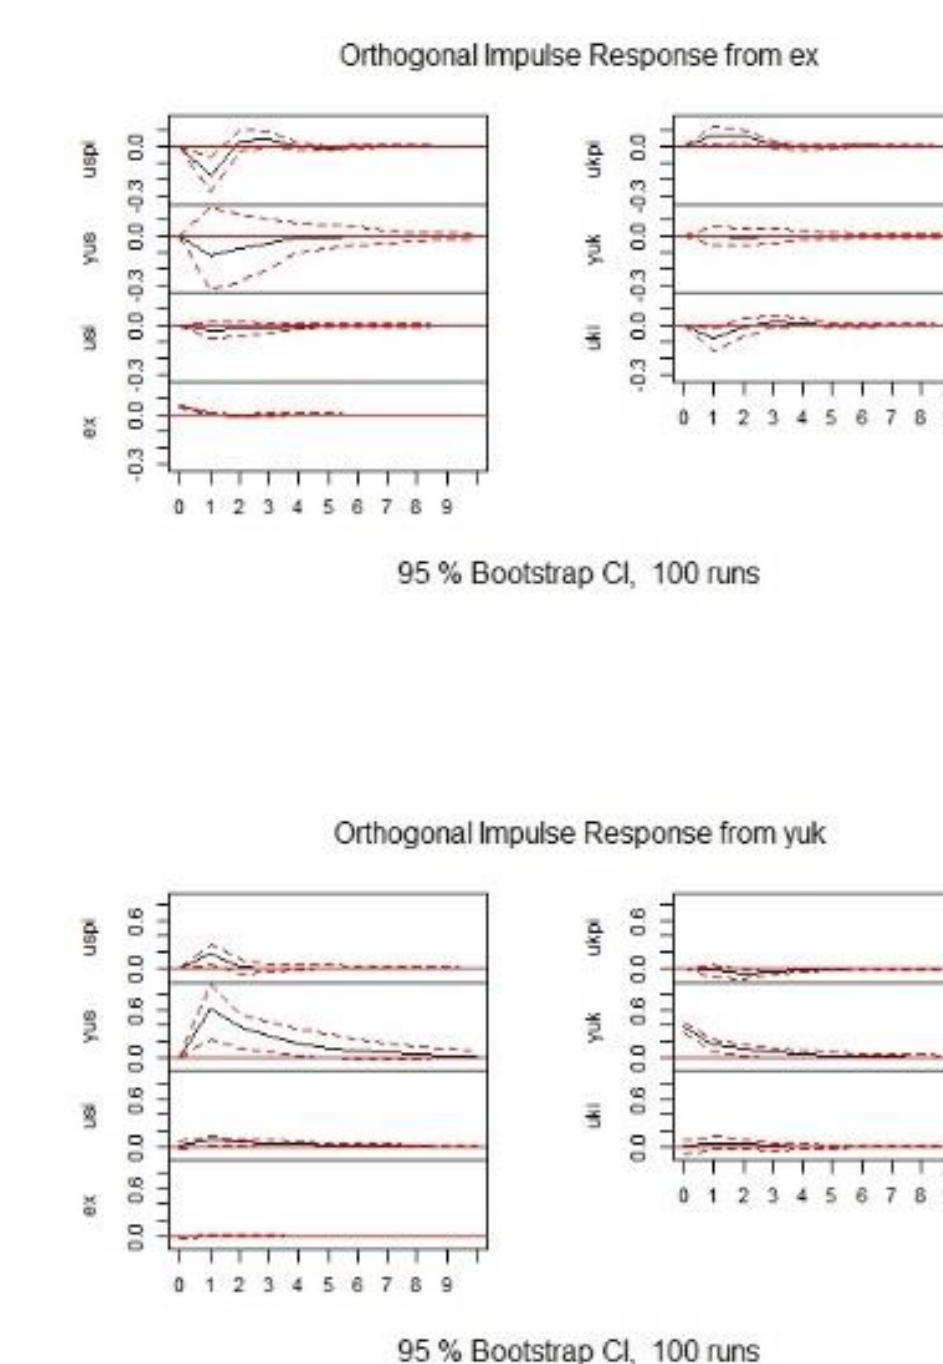 Orthogonal Impulse Response from ex
uspi
0.0
-0.3
yus
0.0
-0.3
usi
0.0
-0.3
ex
0.0
-0.3
0 1 2 3 4 5 6 7 8 9
ukpi
0.0
-0.3
yuk
0.0
-0.3
uki
0.0
-0.3
0 1 2 3 4 5 6 7 8
95 % Bootstrap CI, 100 runs
Orthogonal Impulse Response from yuk
uspi
0.6
0.0
yus
0.6
0.0
usi
0.6
0.0
ex
0.6
0.0
0 1 2 3 4 5 6 7 8 9
ukpi
0.6
0.0
yuk
0.6
0.0
uki
0.6
0.0
0 1 2 3 4 5 6 7 8
95 % Bootstrap CI, 100 runs